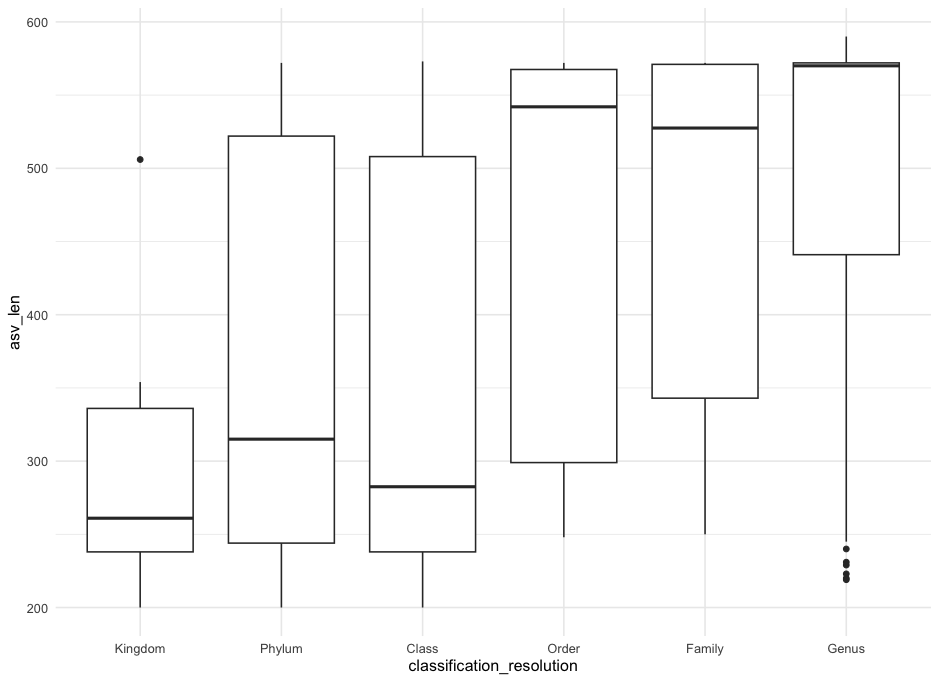 600
500
400
300
200
asv_len
Kingdom Phylum Class Order Family Genus
classification_resolution